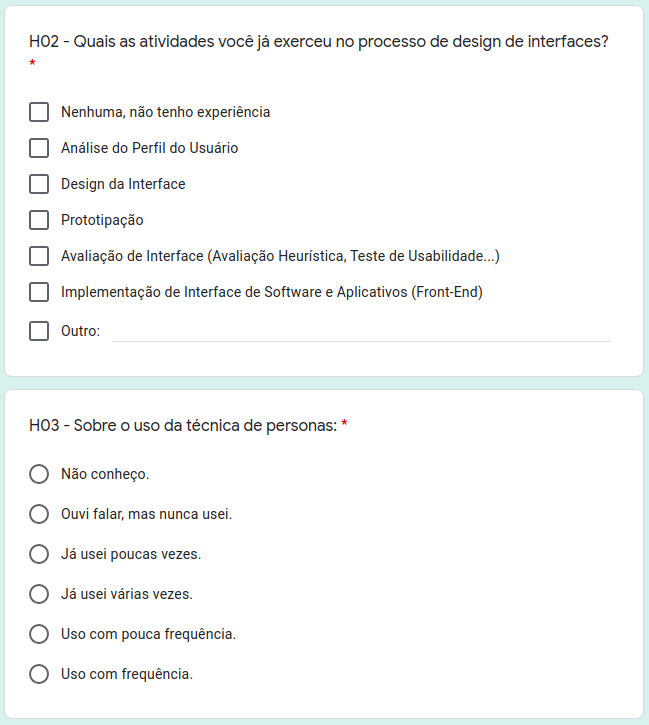 H02 - Quais as atividades você já exerceu no processo de design de interfaces?
*
Nenhuma, não tenho experiência
Análise do Perfil do Usuário
Design da Interface
Prototipação
Avaliação de Interface (Avaliação Heurística, Teste de Usabilidade...)
Implementação de Interface de Software e Aplicativos (Front-End)
Outro:
H03 - Sobre o uso da técnica de personas: *
Não conheço.
Ouvi falar, mas nunca usei.
Já usei poucas vezes.
Já usei várias vezes.
Uso com pouca frequência.
Uso com frequência.